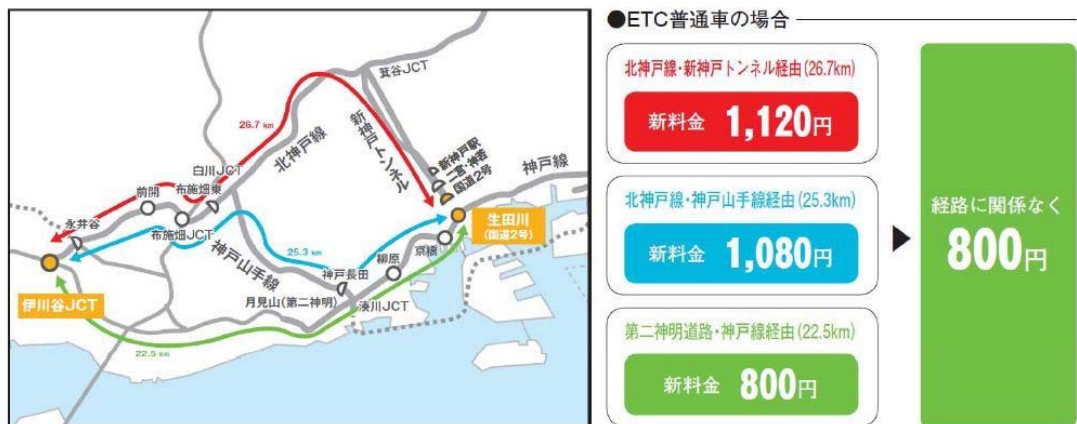 箕谷JCT
26.7 km
新神戸トンネル
北神戸線
新神戸駅
二宮・神若
国道2号
神戸線
白川JCT
布施畑東
前開
永井谷
布施畑JCT
生田川
(国道2号)
京橋
25.3 km
柳原
神戸山手線
神戸長田
伊川谷JCT
月見山(第二神明)
湊川JCT
22.5 km
●ETC普通車の場合
北神戸線・新神戸トンネル経由(26.7km)
新料金 1,120円
北神戸線・神戸山手線経由(25.3km)
新料金 1,080円
第二神明道路・神戸線経由(22.5km)
新料金 800円
経路に関係なく
800円